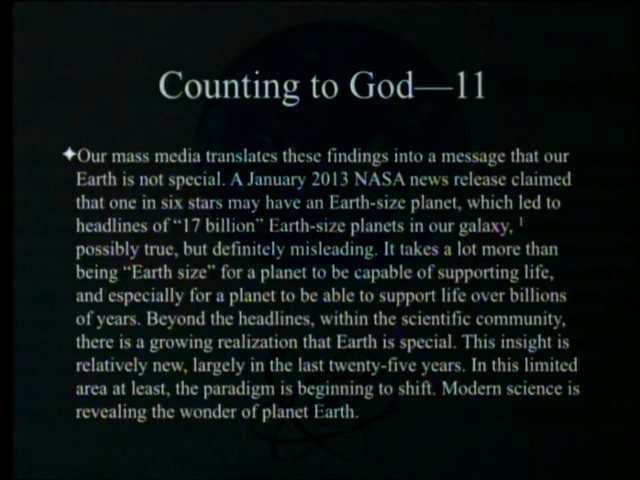 Counting to God—11
✦Our mass media translates these findings into a message that our
Earth is not special. A January 2013 NASA news release claimed
that one in six stars may have an Earth-size planet, which led to
headlines of “17 billion” Earth-size planets in our galaxy, ¹
possibly true, but definitely misleading. It takes a lot more than
being “Earth size” for a planet to be capable of supporting life,
and especially for a planet to be able to support life over billions
of years. Beyond the headlines, within the scientific community,
there is a growing realization that Earth is special. This insight is
relatively new, largely in the last twenty-five years. In this limited
area at least, the paradigm is beginning to shift. Modern science is
revealing the wonder of planet Earth.